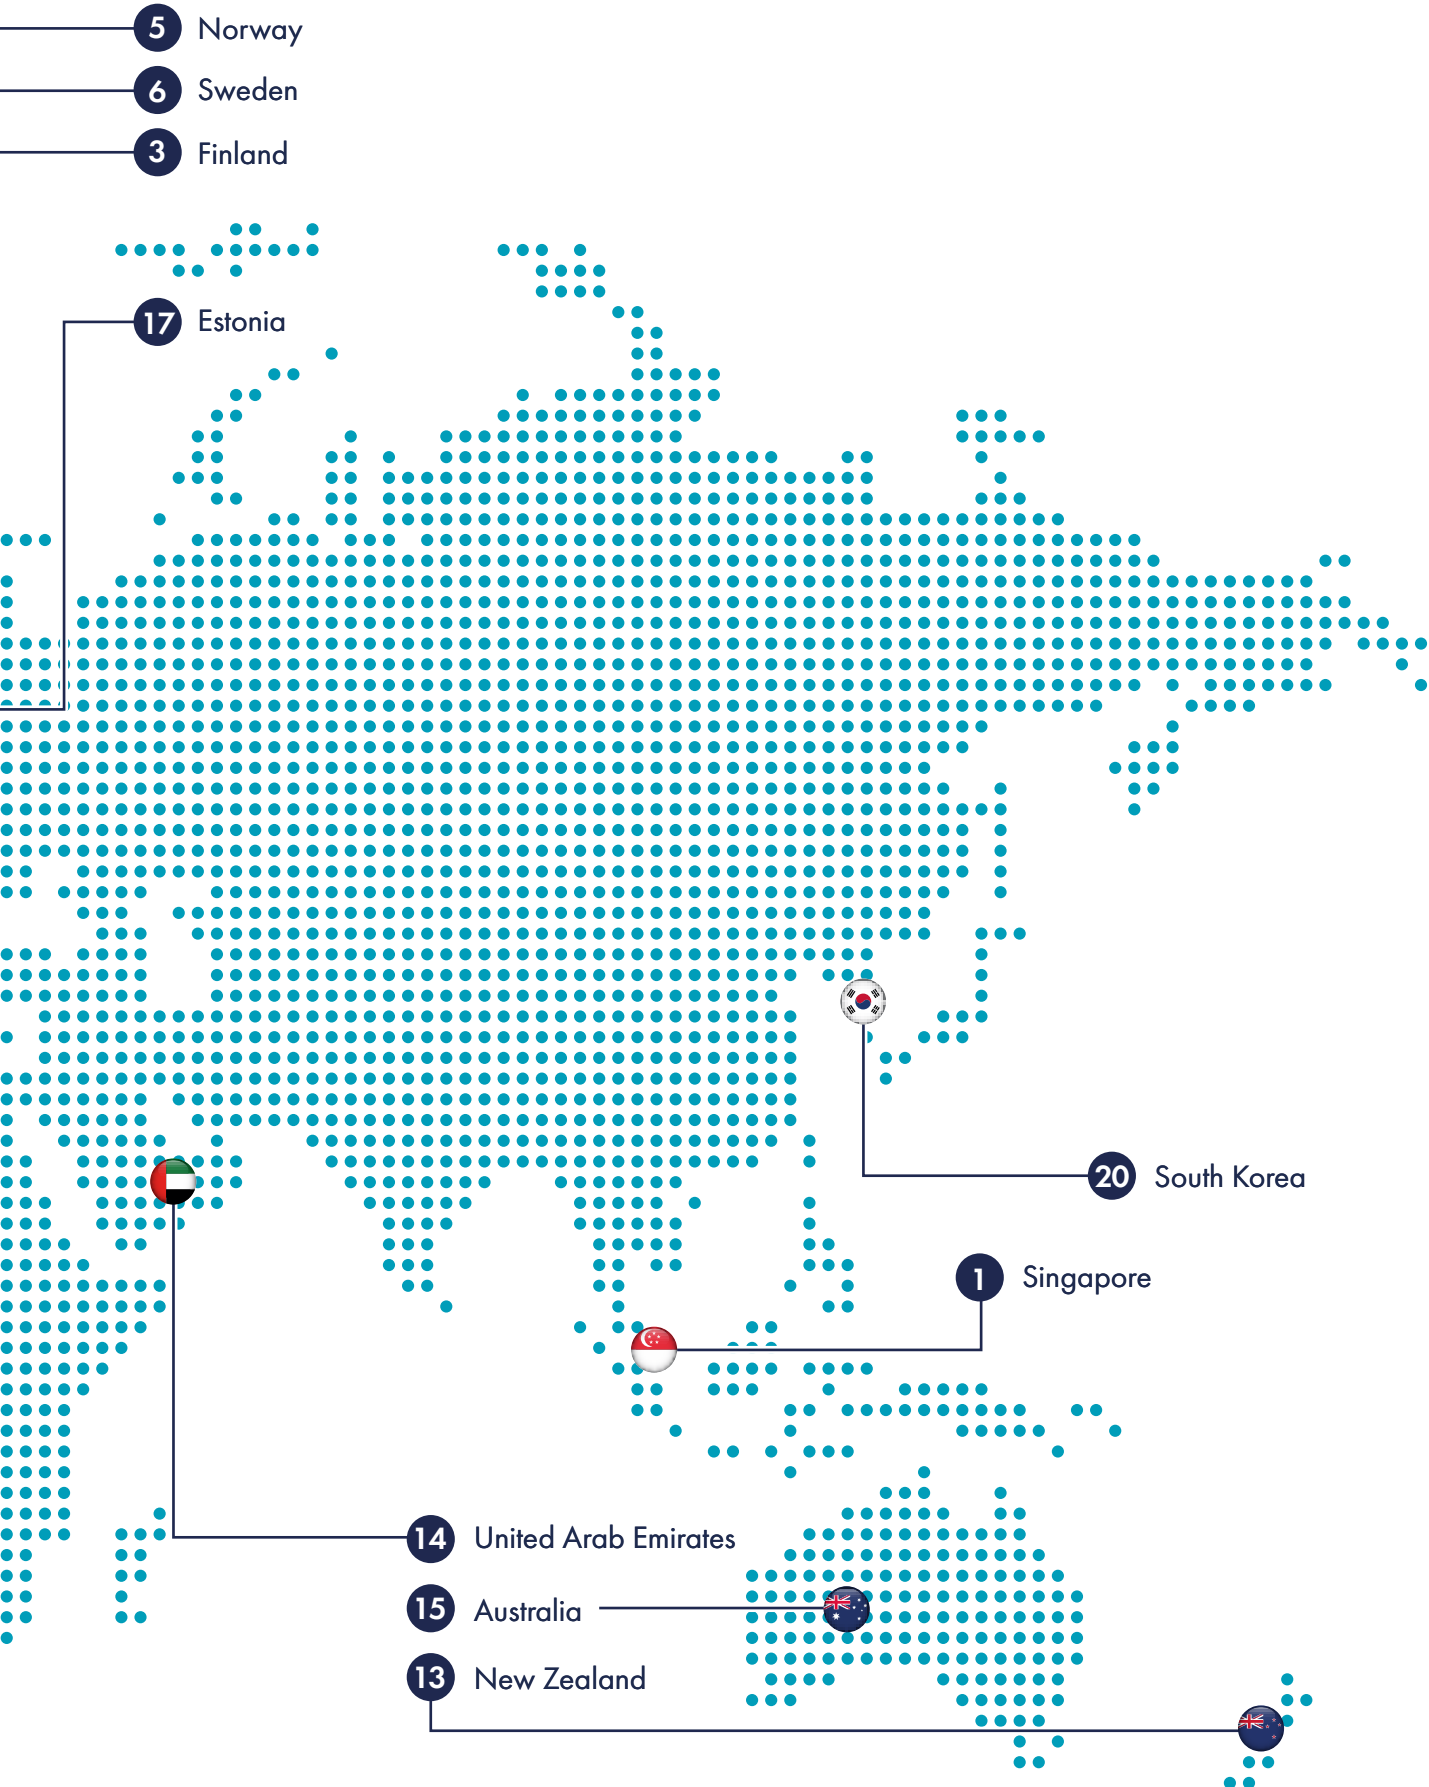 5 Norway
6 Sweden
3 Finland
17 Estonia
20 South Korea
1 Singapore
14 United Arab Emirates
15 Australia
13 New Zealand